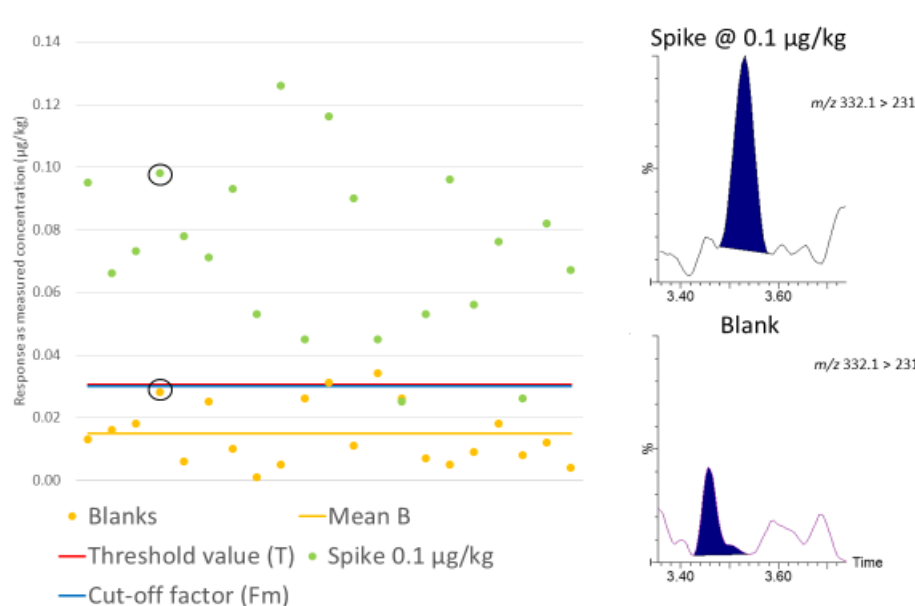 Response as measured concentration (µg/kg)
0.14
0.12
0.10
0.08
0.06
0.04
0.02
0.00
Blanks
Mean B
Threshold value (T)
Spike 0.1 µg/kg
Cut-off factor (Fm)
Spike @ 0.1 µg/kg
m/z 332.1 > 231
%
3.40
3.60
Blank
m/z 332.1 > 231
%
3.40
3.60
Time